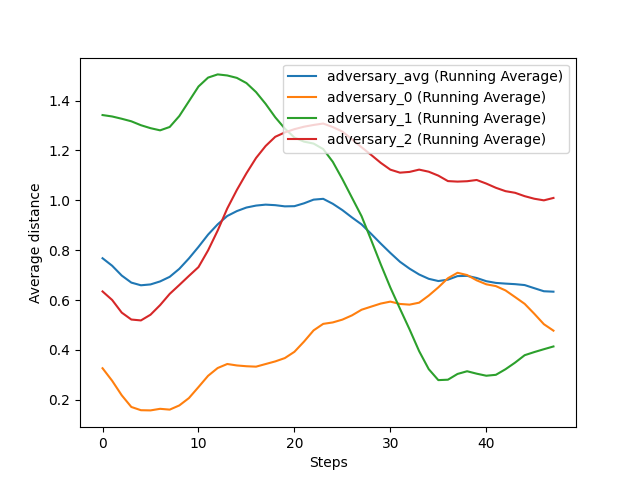 adversary_avg (Running Average)
adversary_0 (Running Average)
adversary_1 (Running Average)
adversary_2 (Running Average)
1.4
1.2
1.0
0.8
0.6
0.4
0.2
Average distance
0 10 20 30 40
Steps